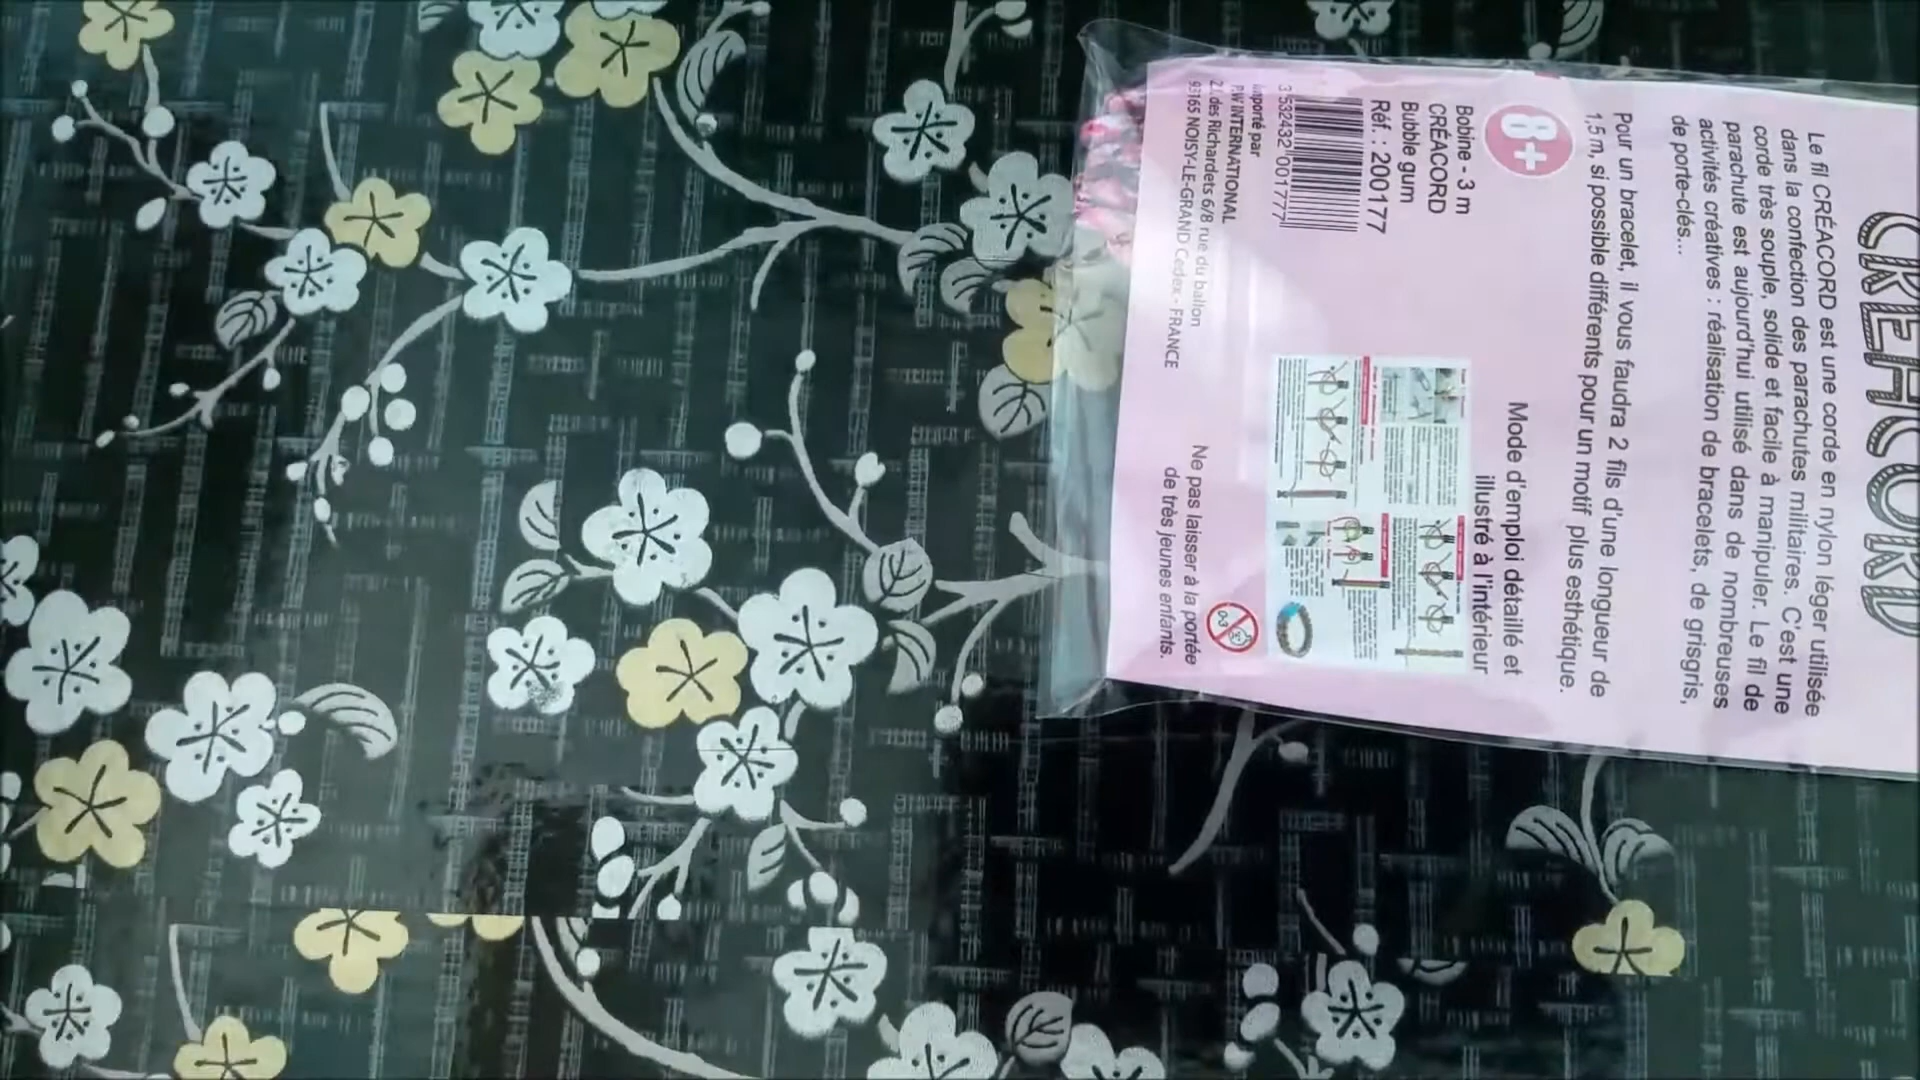 CRÉACORD
Le fil CRÉACORD est une corde en nylon léger utilisée
dans la confection des parachutes militaires. C'est une
corde très souple, solide et facile à manipuler. Le fil de
parachute est aujourd'hui utilisé dans de nombreuses
activités créatives : réalisation de bracelets, de grisgris,
de porte-clés...
Pour un bracelet, il vous faudra 2 fils d'une longueur de
1,5 m, si possible différents pour un motif plus esthétique.
8+
Mode d'emploi détaillé et
illustré à l'intérieur
Bobine - 3 m
CRÉACORD
Bubble gum
Réf : 200177
3 532432 001777
Importé par
P.W INTERNATIONAL
des Richardets 6/8 rue du ballon
93165 NOISY-LE-GRAND Cedex - FRANCE
0-3
Ne pas laisser à la portée
de très jeunes enfants.